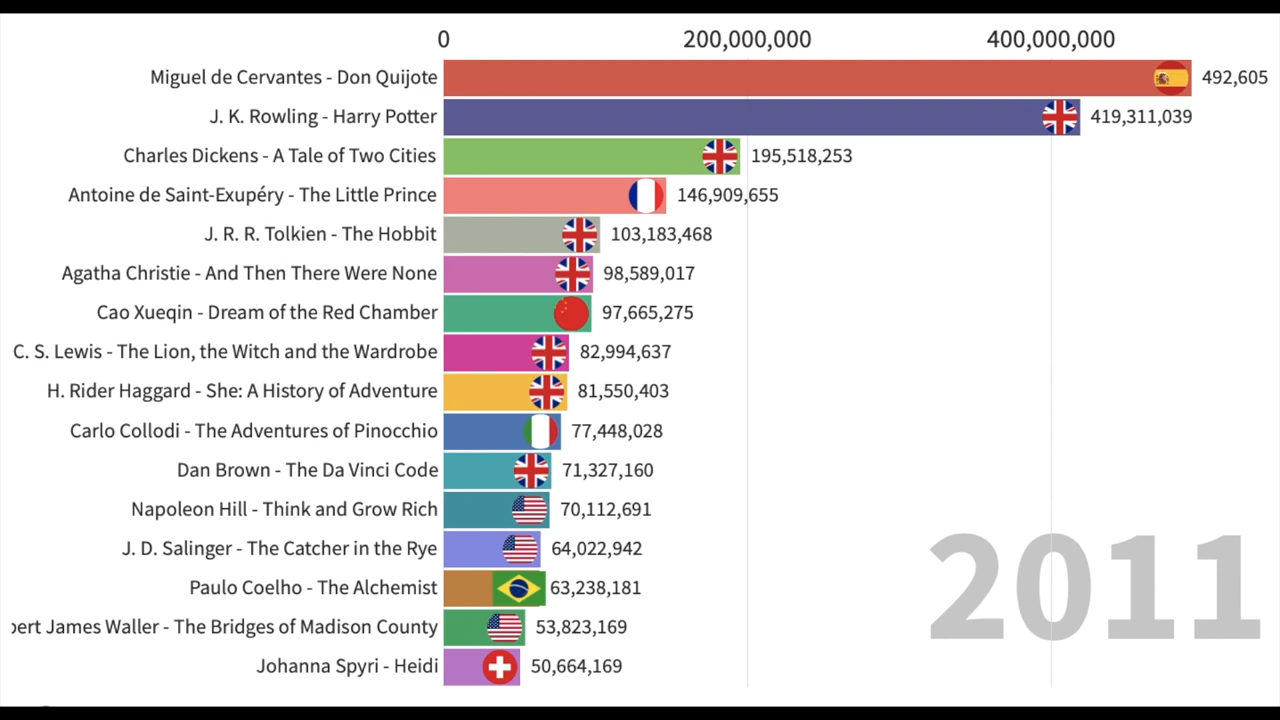 0 200,000,000 400,000,000
Miguel de Cervantes - Don Quijote 492,605
J. K. Rowling - Harry Potter 419,311,039
Charles Dickens - A Tale of Two Cities 195,518,253
Antoine de Saint-Exupéry - The Little Prince 146,909,655
J. R. R. Tolkien - The Hobbit 103,183,468
Agatha Christie - And Then There Were None 98,589,017
Cao Xueqin - Dream of the Red Chamber 97,665,275
C. S. Lewis - The Lion, the Witch and the Wardrobe 82,994,637
H. Rider Haggard - She: A History of Adventure 81,550,403
Carlo Collodi - The Adventures of Pinocchio 77,448,028
Dan Brown - The Da Vinci Code 71,327,160
Napoleon Hill - Think and Grow Rich 70,112,691
J. D. Salinger - The Catcher in the Rye 64,022,942
Paulo Coelho - The Alchemist 63,238,181
ert James Waller - The Bridges of Madison County 53,823,169
Johanna Spyri - Heidi 50,664,169
2011